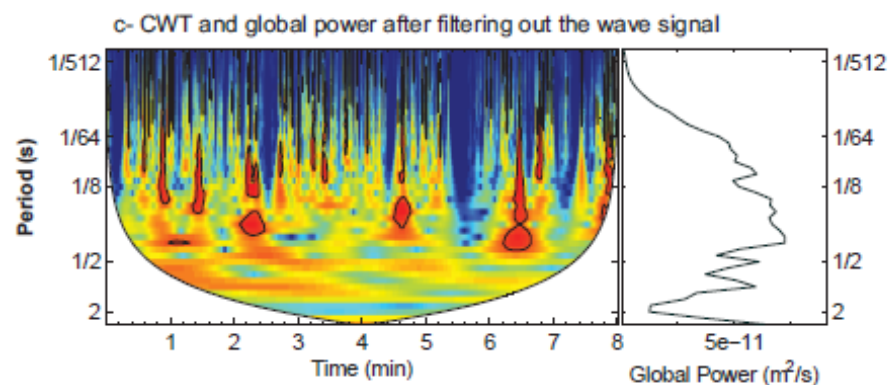 c- CWT and global power after filtering out the wave signal
Period (s)
1/512
1/64
1/8
1/2
2
1 2 3 4 5 6 7 8
Time (min)
1/512
1/64
1/8
1/2
2
5e−11
Global Power (m²/s)